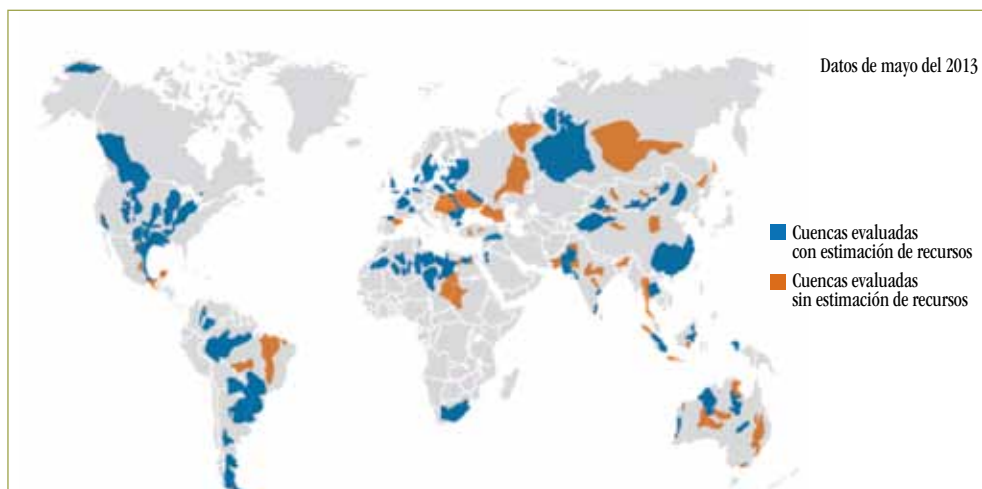 Datos de mayo del 2013
Cuencas evaluadas
con estimación de recursos
Cuencas evaluadas
sin estimación de recursos